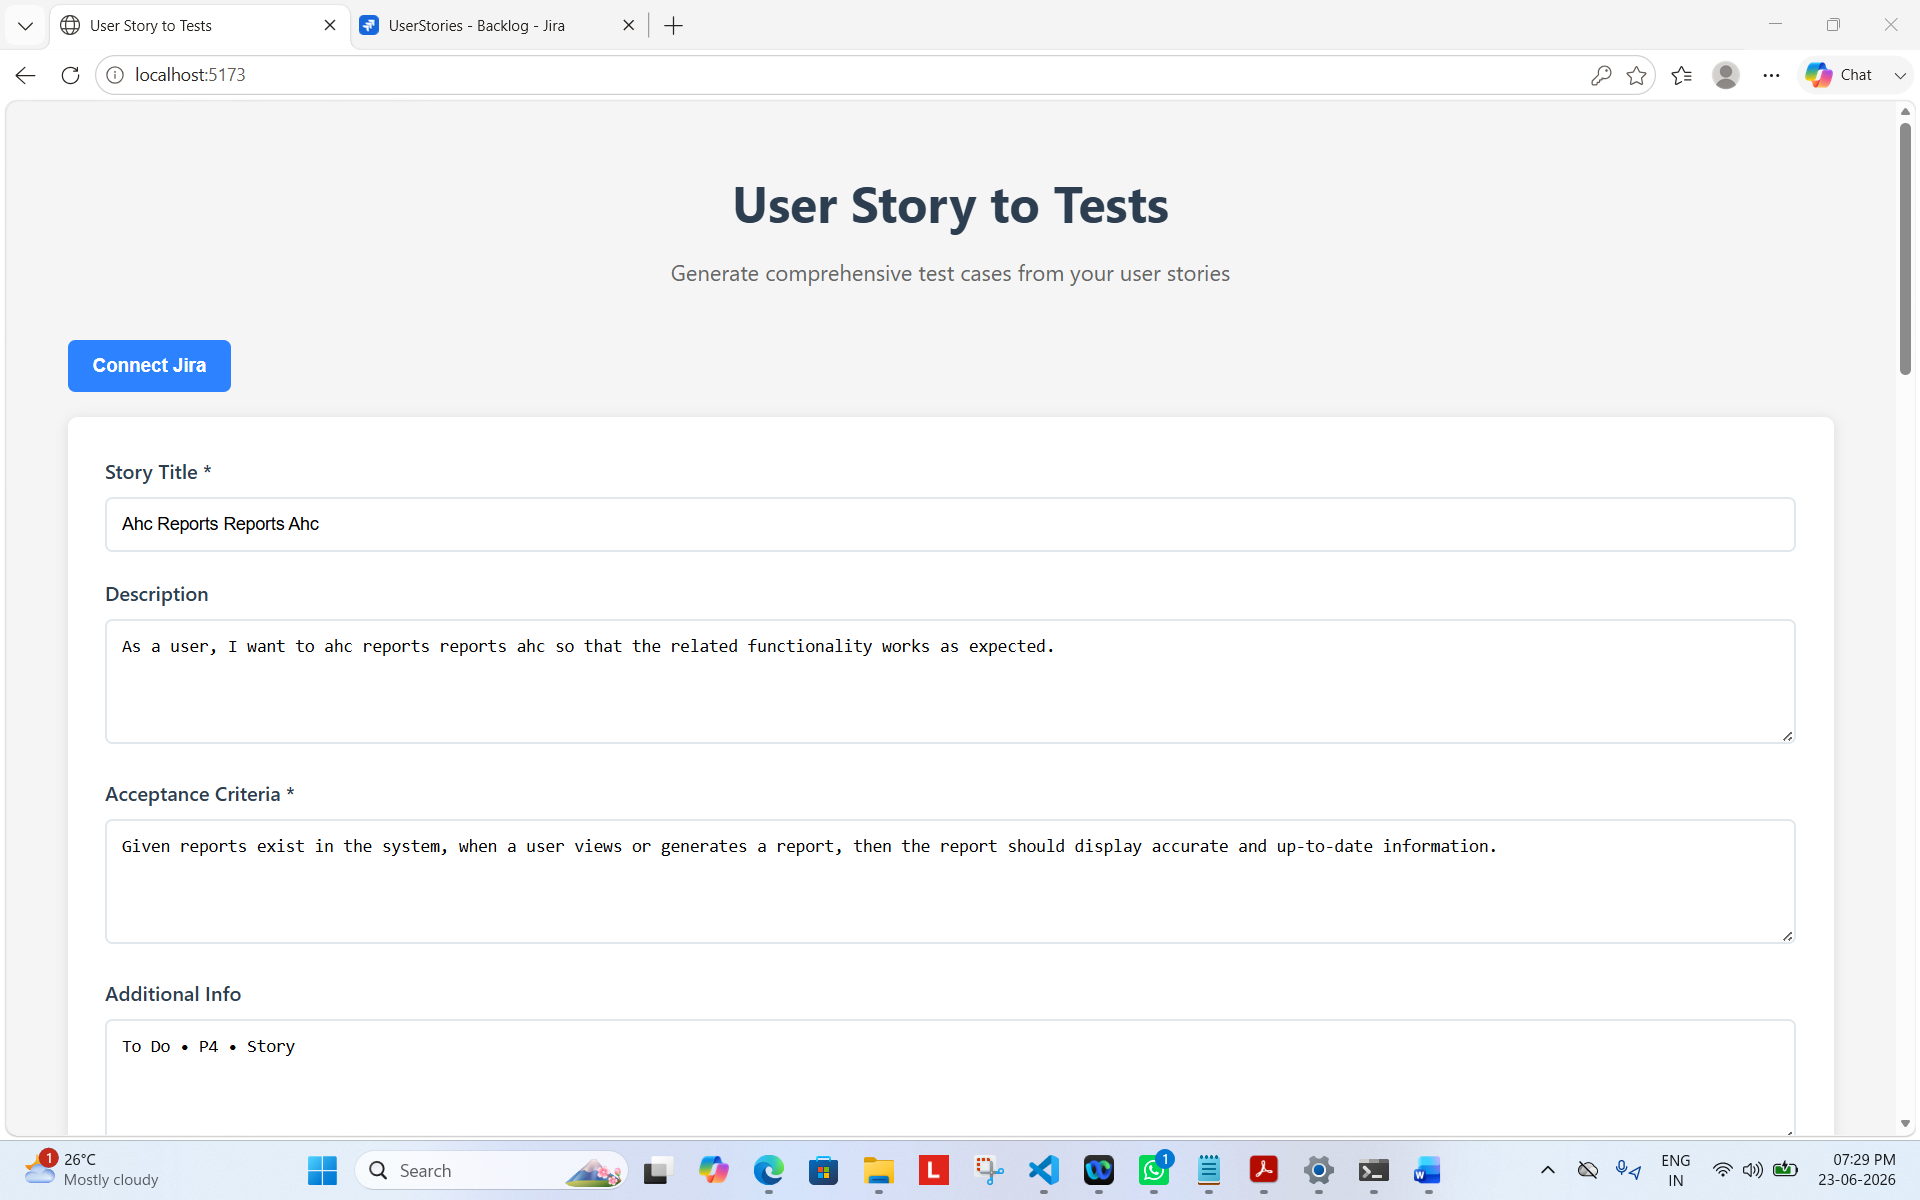 User Story to Tests
UserStories - Backlog - Jira
localhost:5173
Chat
User Story to Tests
Generate comprehensive test cases from your user stories
Connect Jira
Story Title *
Ahc Reports Reports Ahc
Description
As a user, I want to ahc reports reports ahc so that the related functionality works as expected.
Acceptance Criteria *
Given reports exist in the system, when a user views or generates a report, then the report should display accurate and up-to-date information.
Additional Info
To Do • P4 • Story
1
26°C
Mostly cloudy
Search
L
1
W
ENG
IN
07:29 PM
23-06-2026